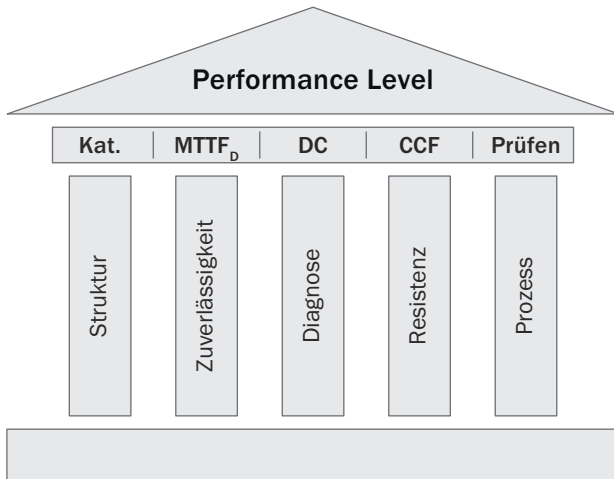 Performance Level
Kat. MTTFD DC CCF Prüfen
Struktur
Zuverlässigkeit
Diagnose
Resistenz
Prozess